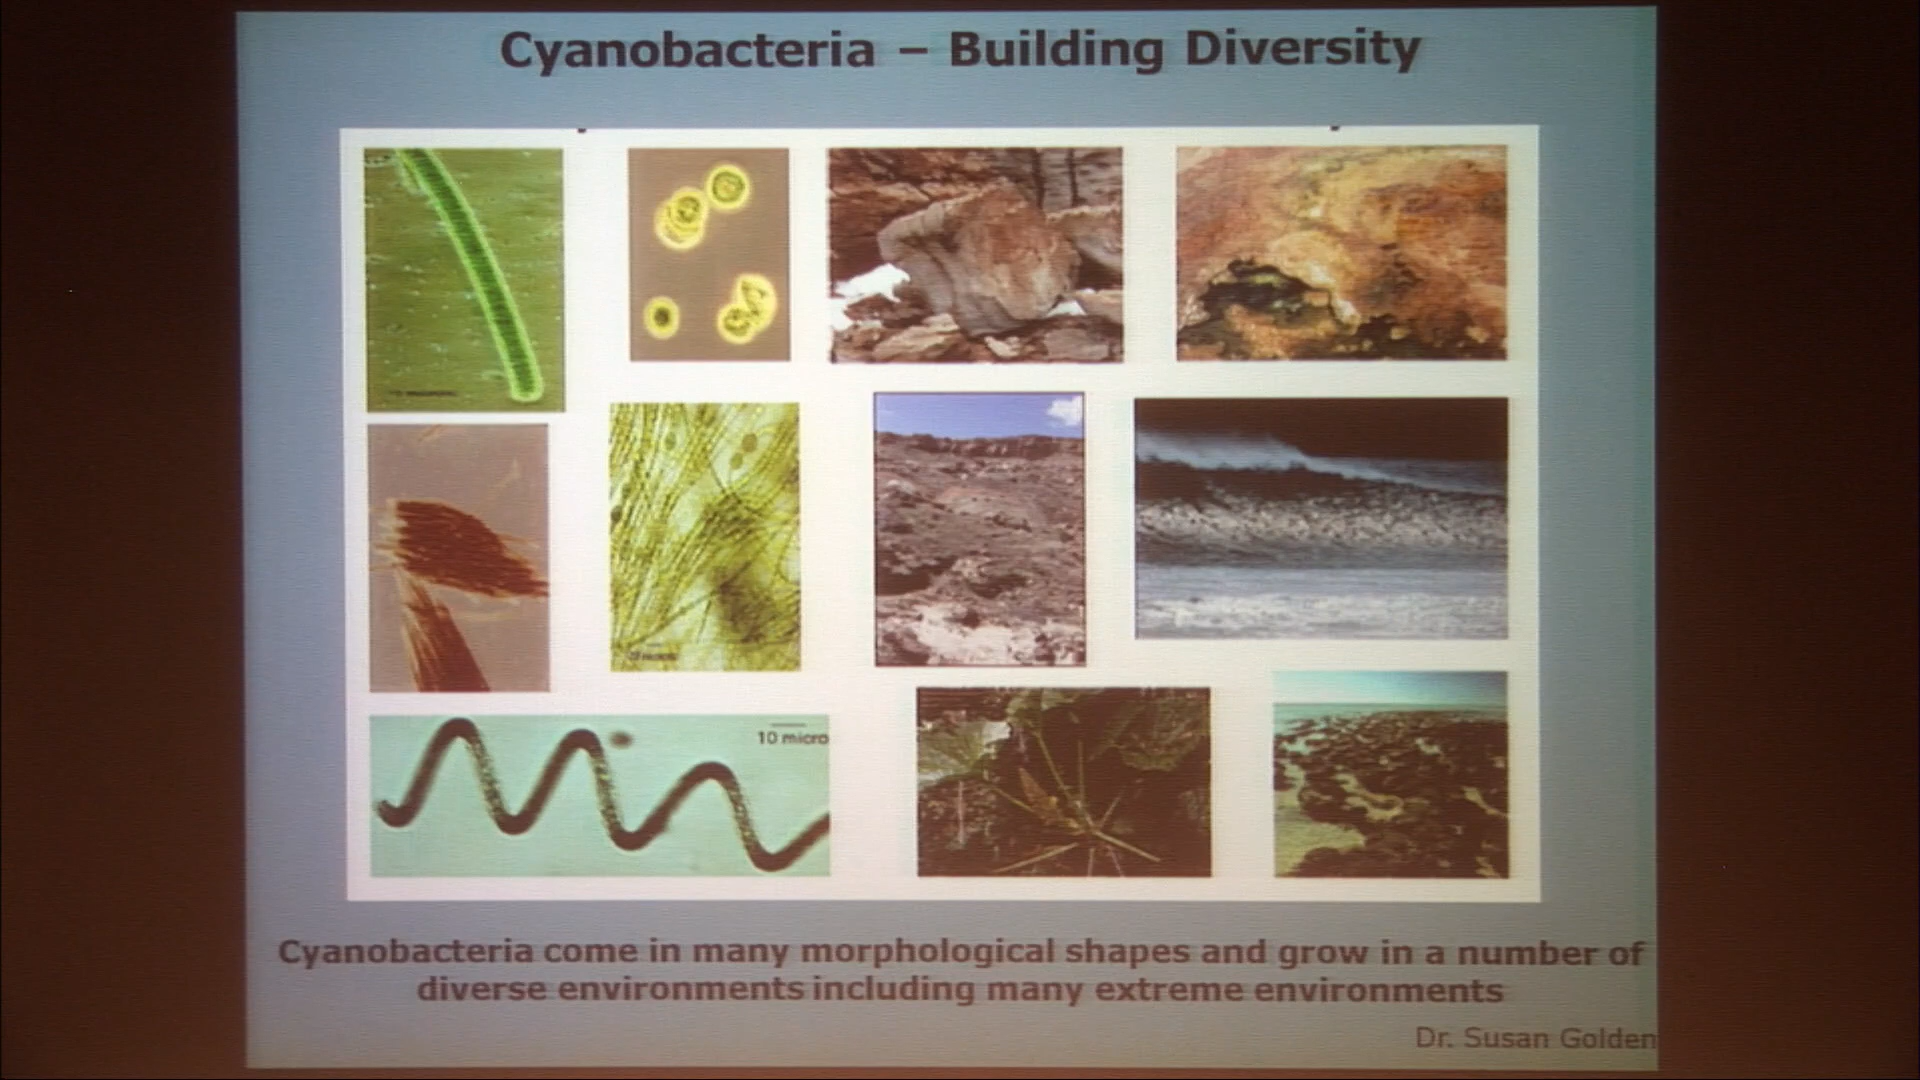 Cyanobacteria – Building Diversity
10 micro
Cyanobacteria come in many morphological shapes and grow in a number of
diverse environments including many extreme environments
Dr. Susan Golden